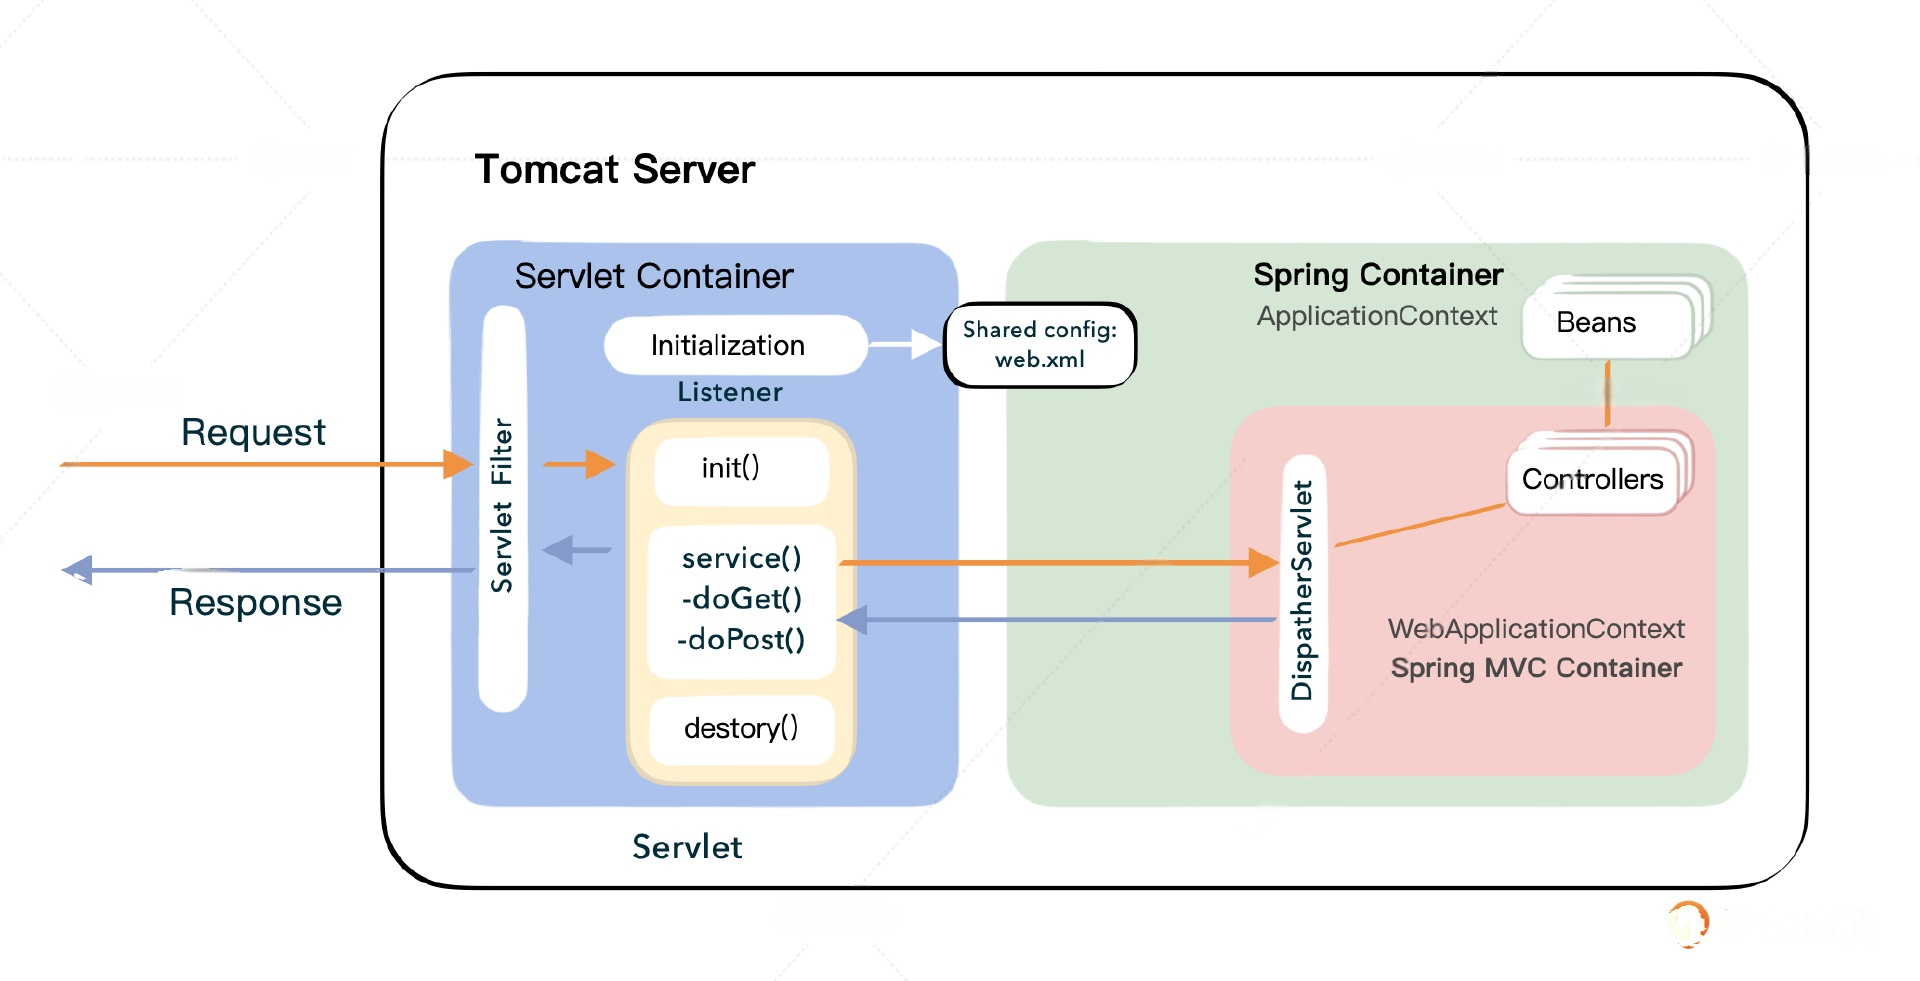 Tomcat Server
Servlet Container
Initialization
Listener
Shared config:
web.xml
Spring Container
ApplicationContext
Beans
Request
Response
Servlet Filter
init()
service()
-doGet()
-doPost()
destory()
Servlet
DispatherServlet
Controllers
WebApplicationContext
Spring MVC Container